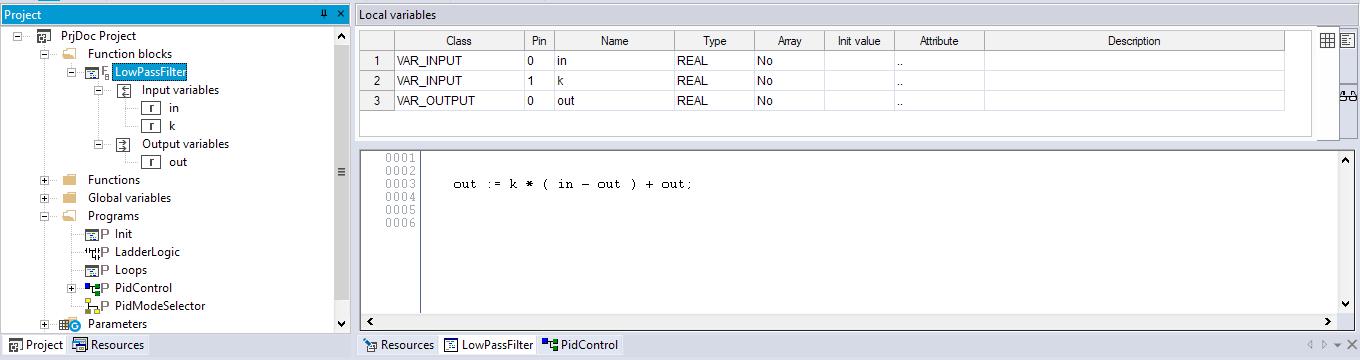 Project
PrjDoc Project
Function blocks
LowPassFilter
Input variables
r in
r k
Output variables
r out
Functions
Global variables
Programs
P Init
P LadderLogic
P Loops
P PidControl
PidModeSelector
Parameters
Project Resources
Local variables
Class Pin Name Type Array Init value Attribute Description
1 VAR_INPUT 0 in REAL No ..
2 VAR_INPUT 1 k REAL No ..
3 VAR_OUTPUT 0 out REAL No ..
0001
0002
0003 out := k * ( in - out ) + out;
0004
0005
0006
Resources LowPassFilter PidControl